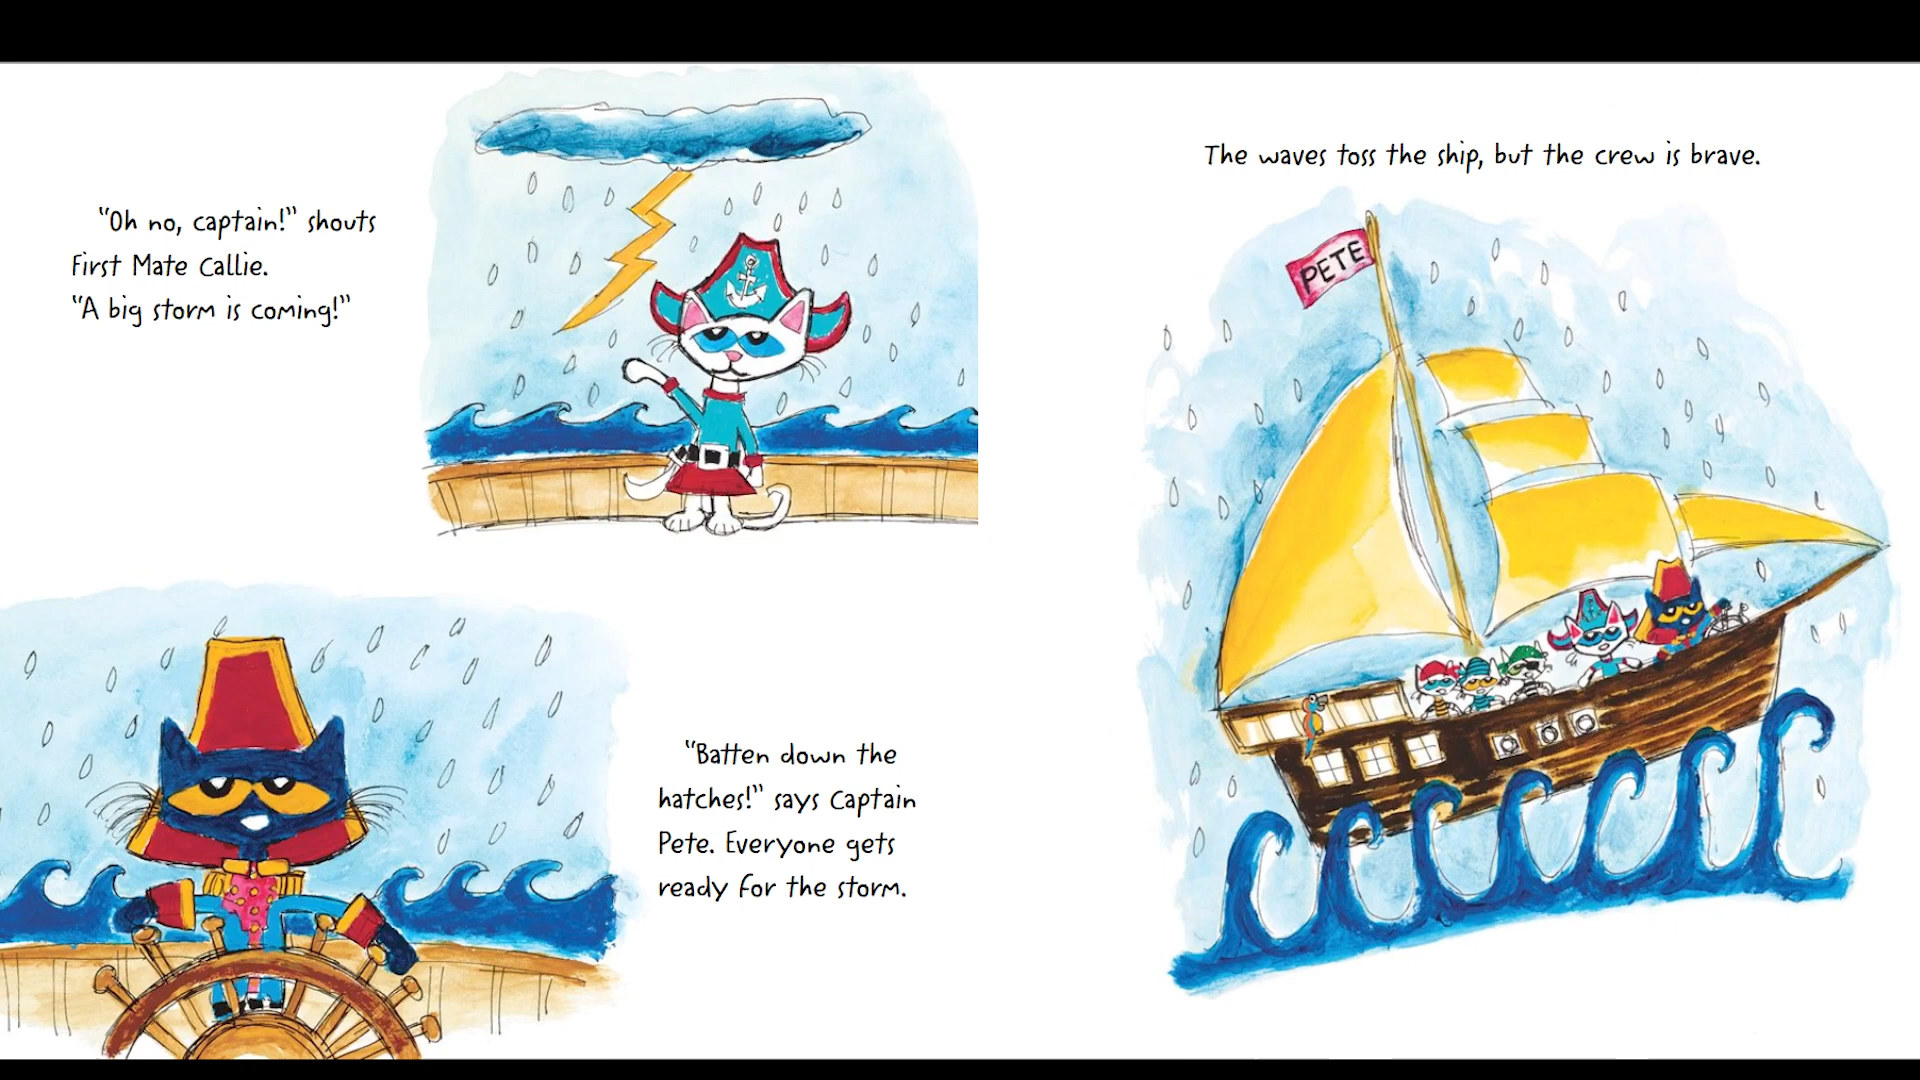 “Oh no, captain!” shouts
First Mate Callie.
“A big storm is coming!”
“Batten down the
hatches!” says Captain
Pete. Everyone gets
ready for the storm.
The waves toss the ship, but the crew is brave.
PETE